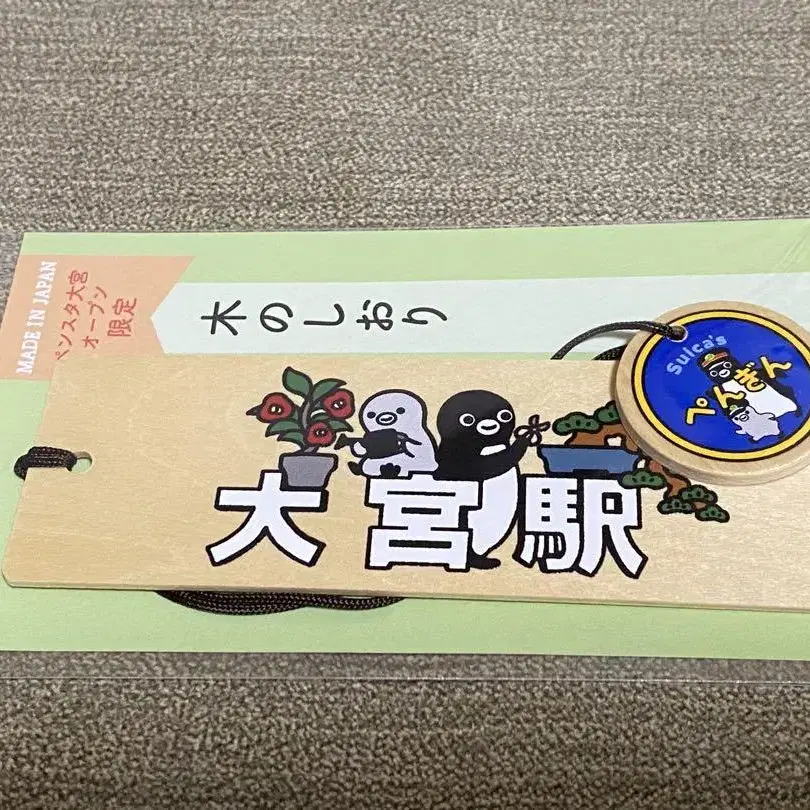 MADE IN JAPAN
ペンスタ大宮
オープン
限定
木のしおり
大宮駅
Suica's
ぺんぎん